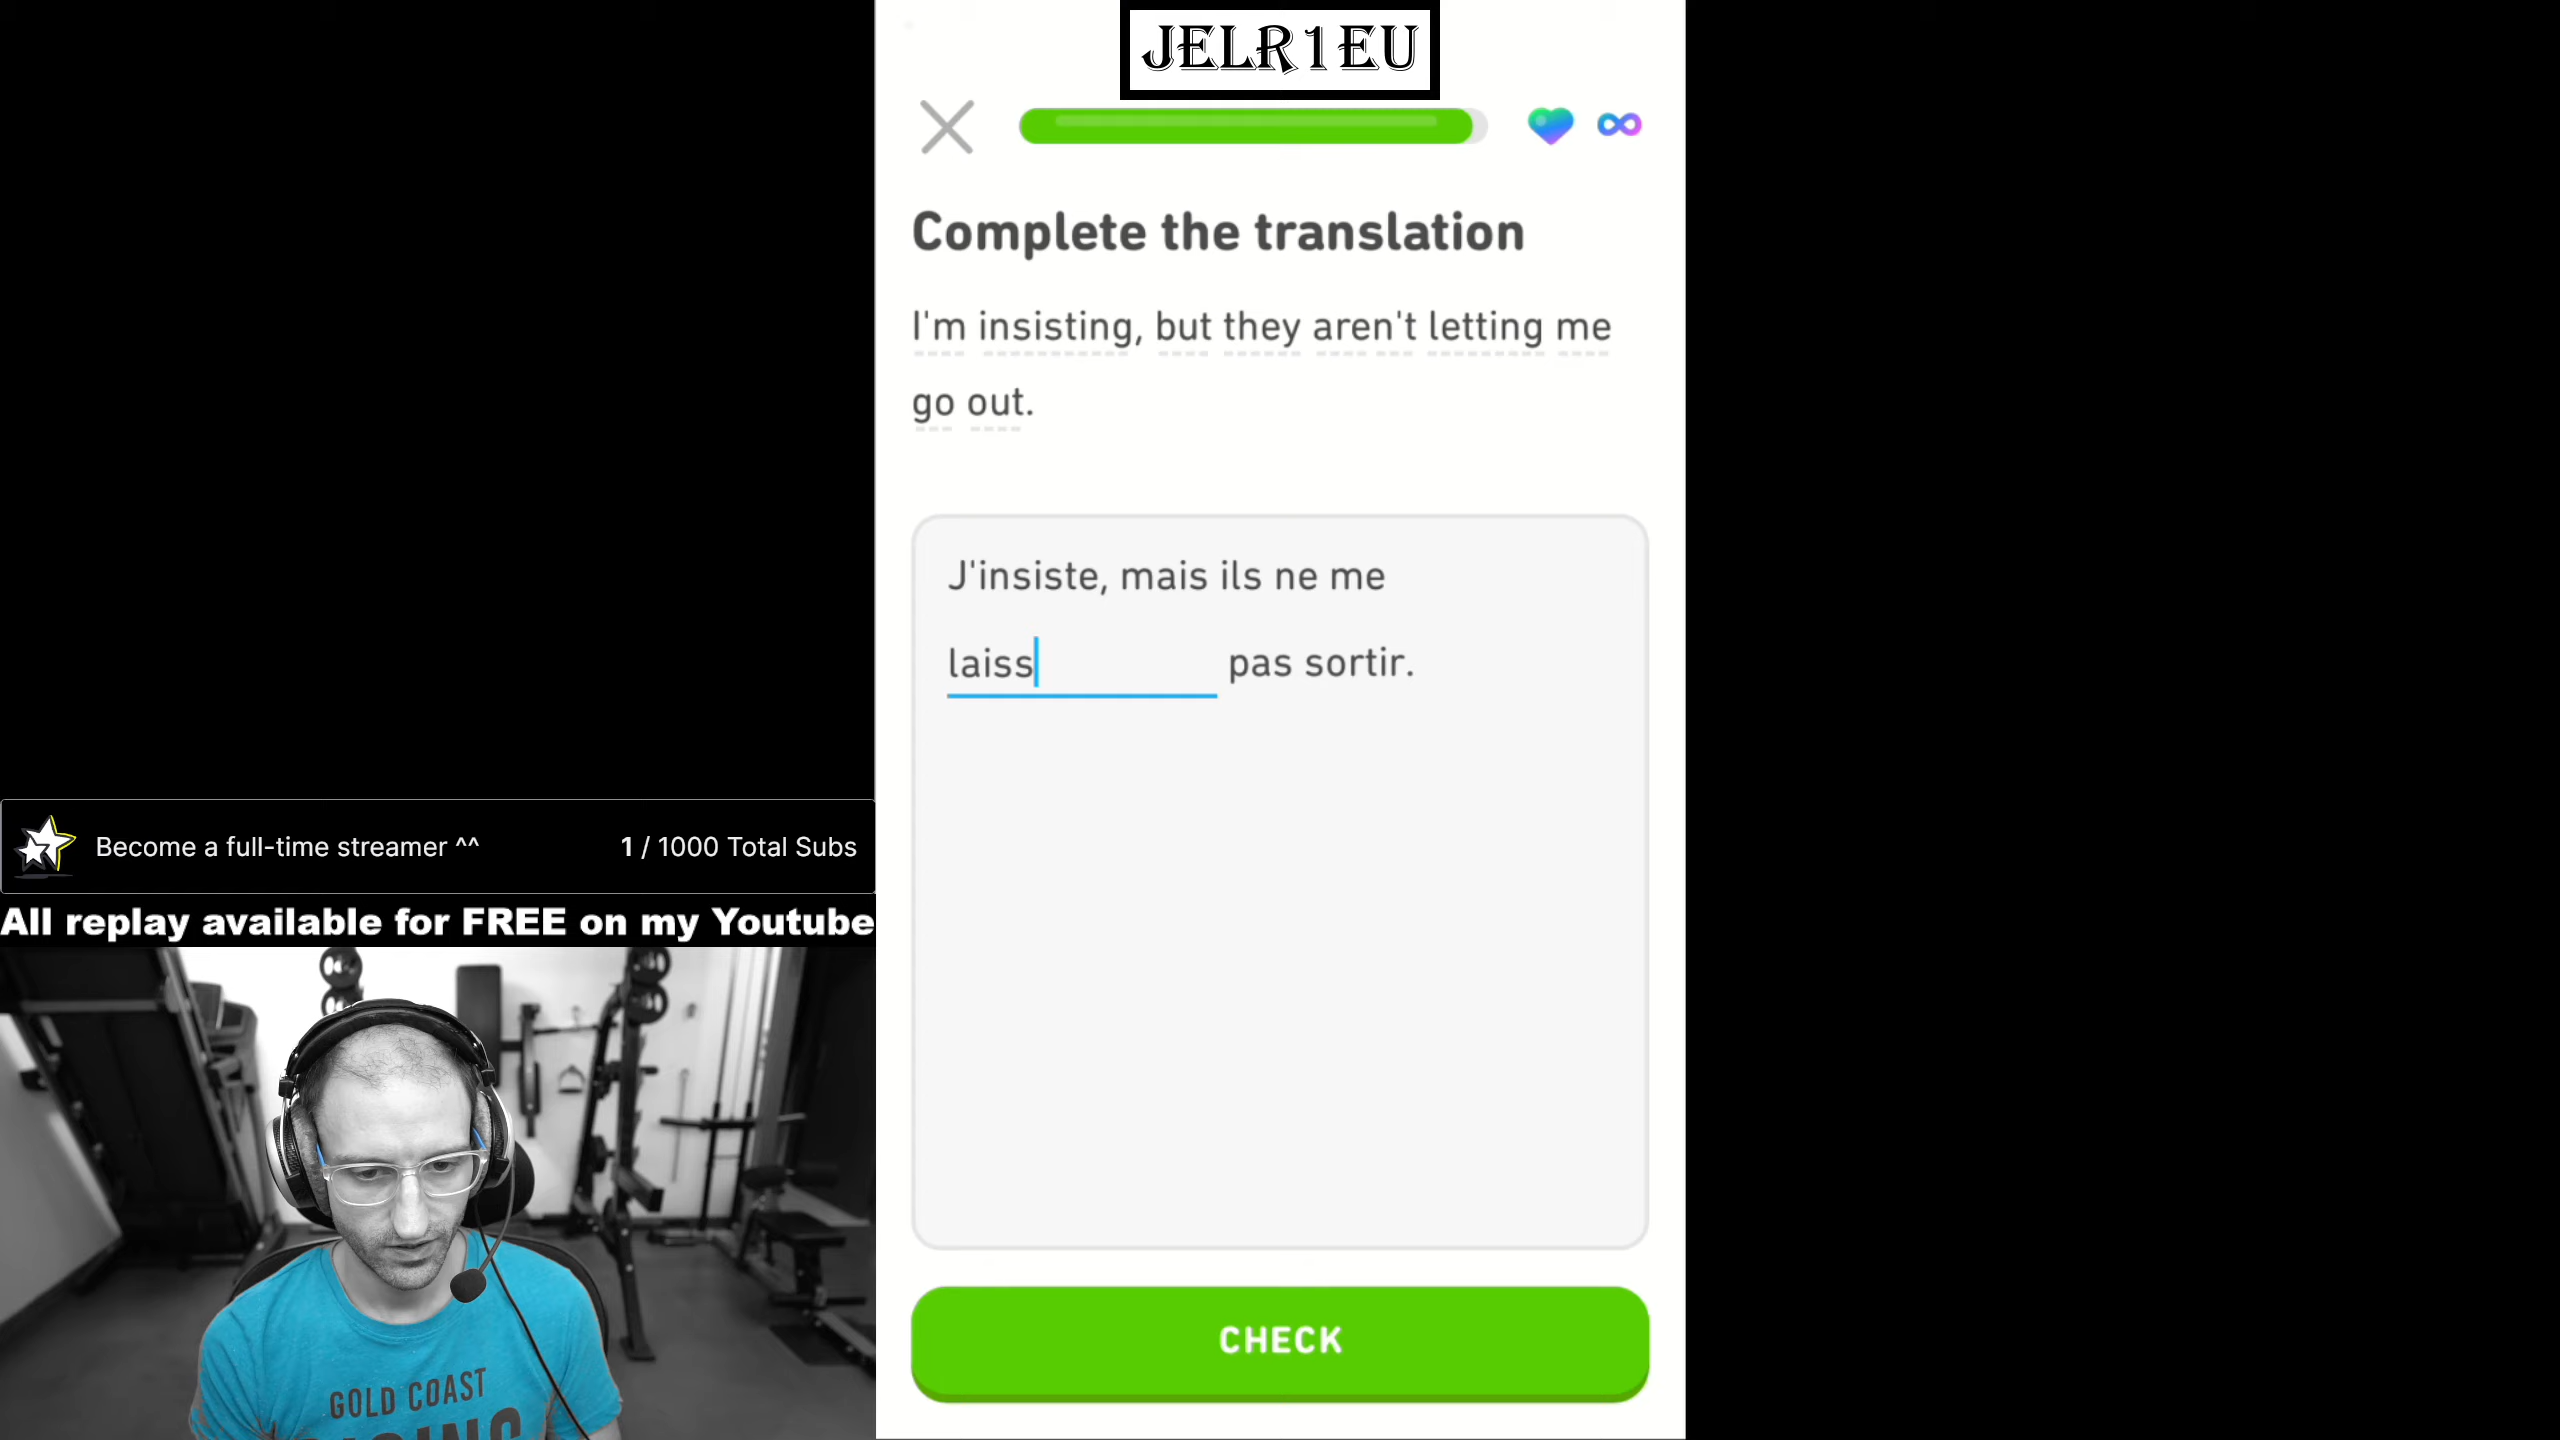 JELR1EU
Complete the translation
I'm insisting, but they aren't letting me
go out.
J'insiste, mais ils ne me
laiss pas sortir.
CHECK
Become a full-time streamer ^^ 1 / 1000 Total Subs
All replay available for FREE on my Youtube
GOLD COAST